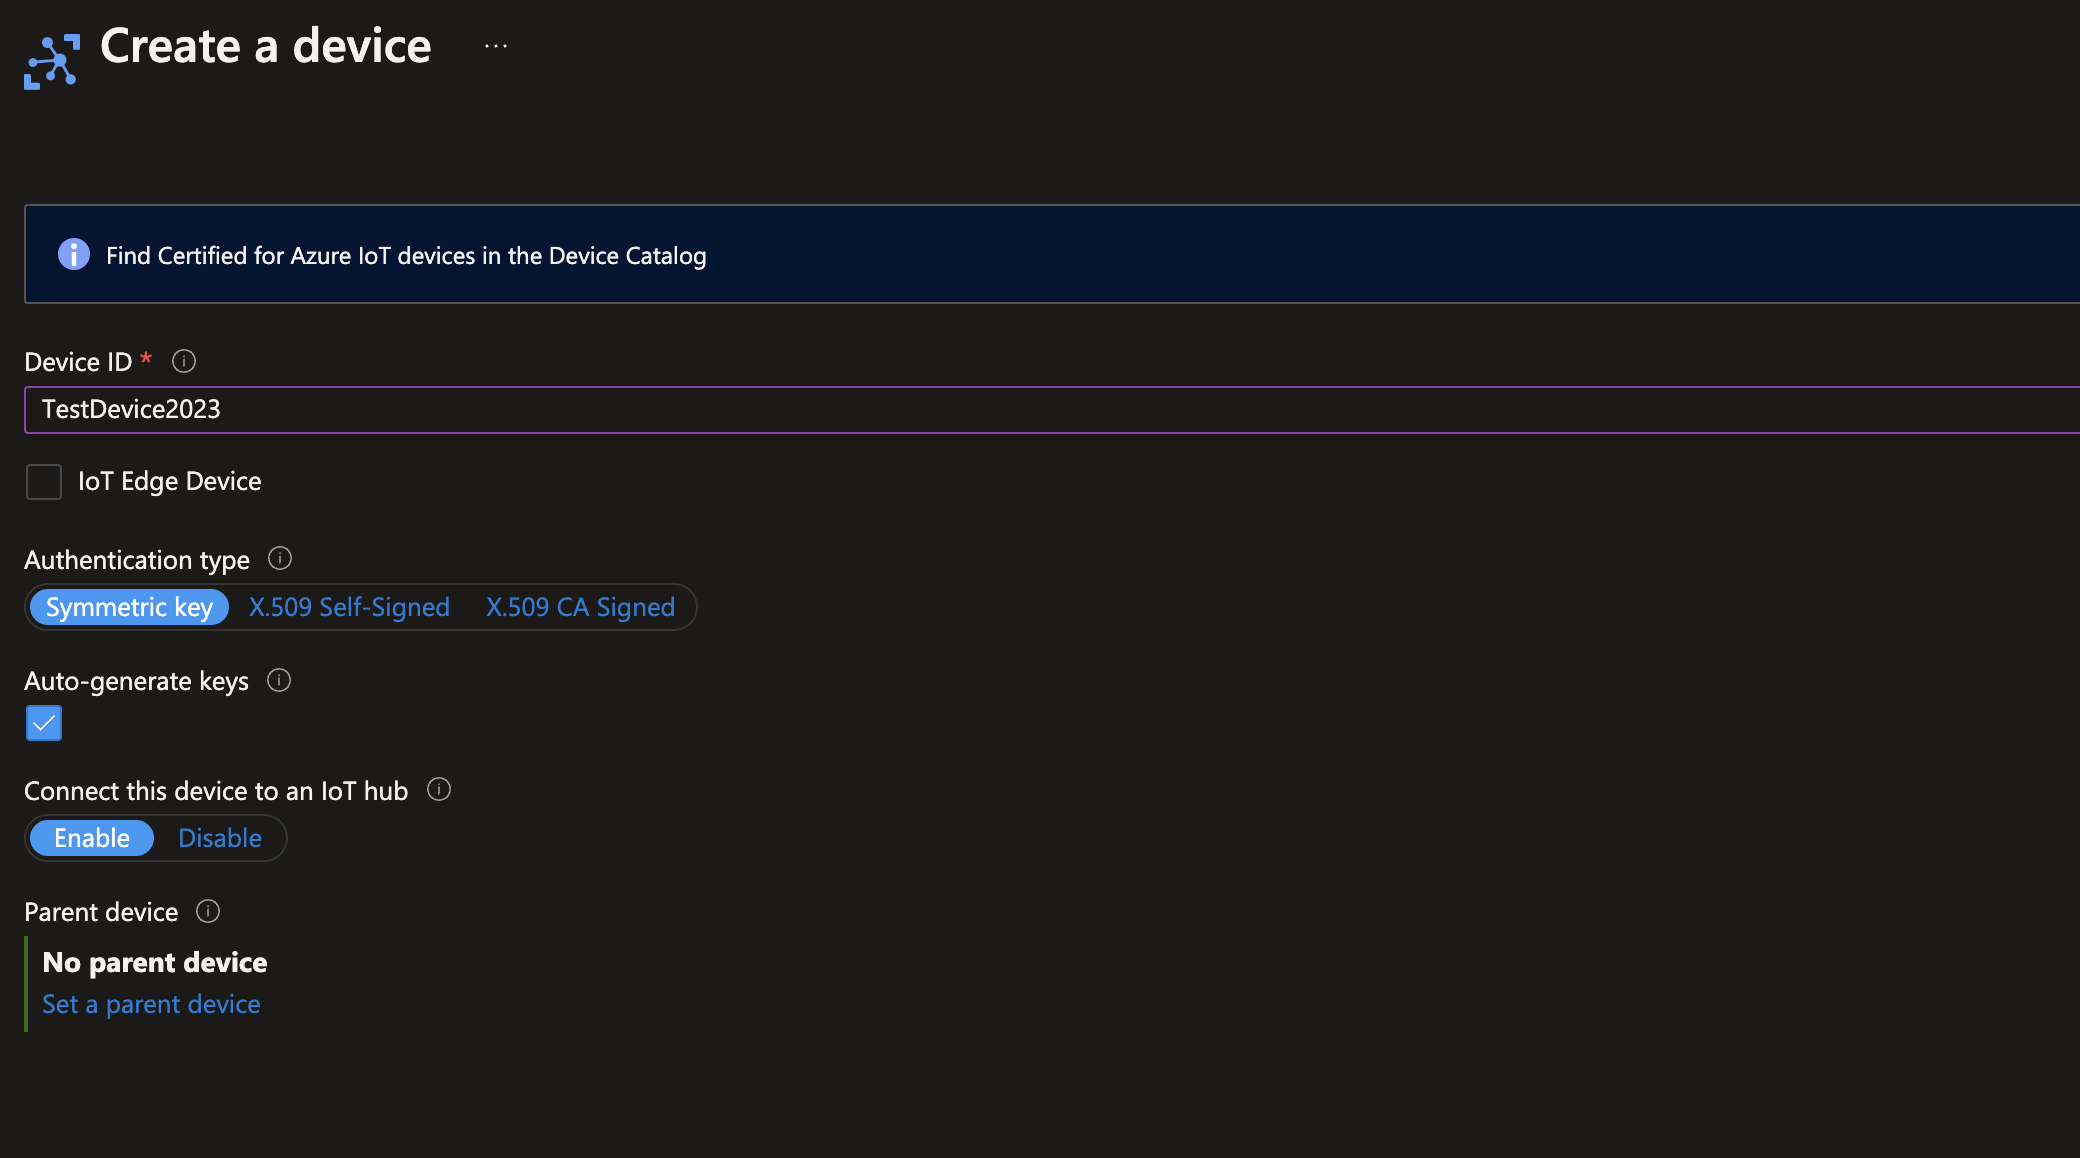 Create a device ...
Find Certified for Azure IoT devices in the Device Catalog
Device ID *
TestDevice2023
IoT Edge Device
Authentication type
Symmetric key X.509 Self-Signed X.509 CA Signed
Auto-generate keys
Connect this device to an IoT hub
Enable Disable
Parent device
No parent device
Set a parent device